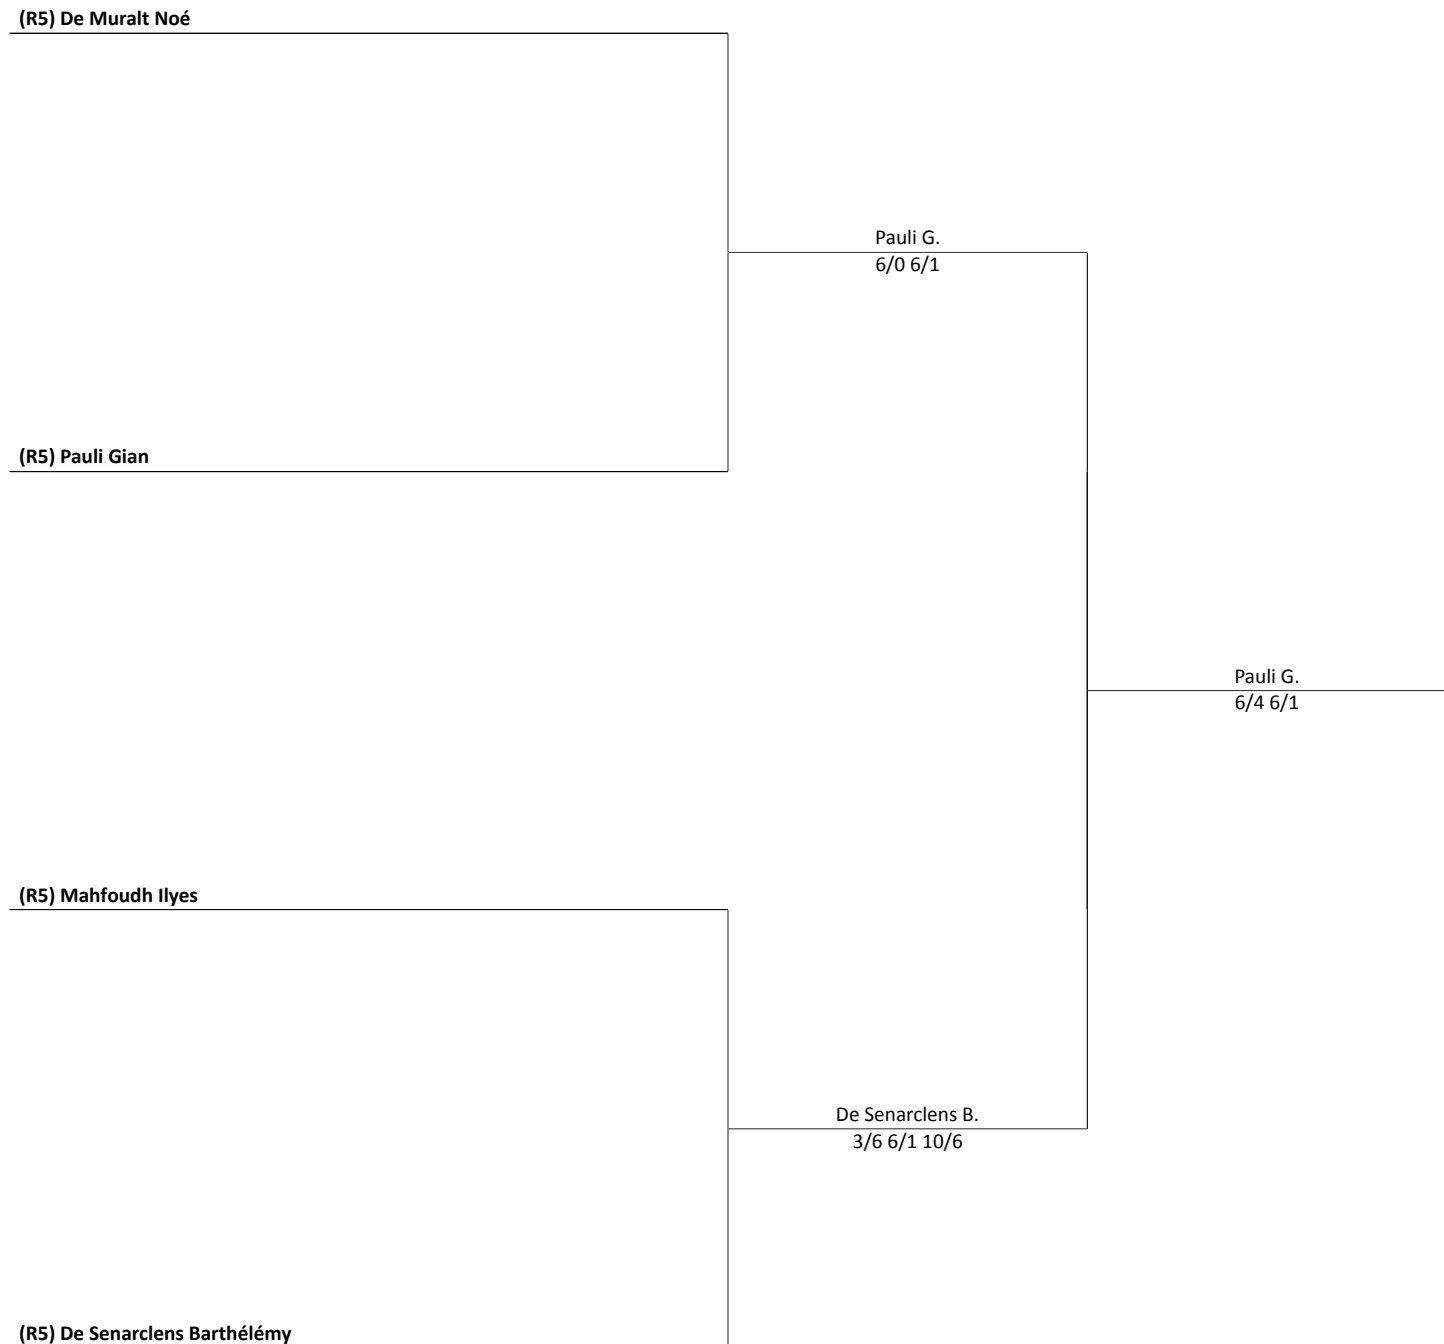 (R5) De Muralt Noé
Pauli G.
6/0 6/1
(R5) Pauli Gian
Pauli G.
6/4 6/1
(R5) Mahfoudh Ilyes
De Senarclens B.
3/6 6/1 10/6
(R5) De Senarclens Barthélémy